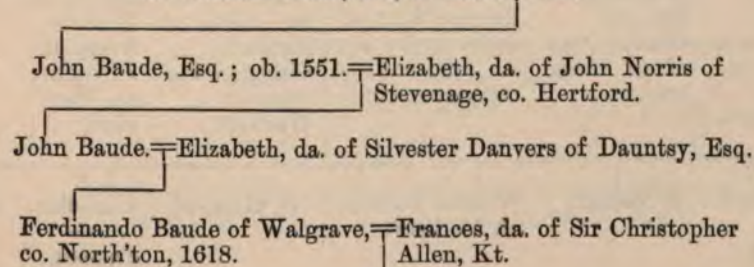 John Baude, Esq. ; ob. 1551.=Elizabeth, da. of John Norris of
Stevenage, co. Hertford.
John Baude.=Elizabeth, da. of Silvester Danvers of Dauntsy, Esq.
Ferdinando Baude of Walgrave,=Frances, da. of Sir Christopher
co. North'ton, 1618. Allen, Kt.